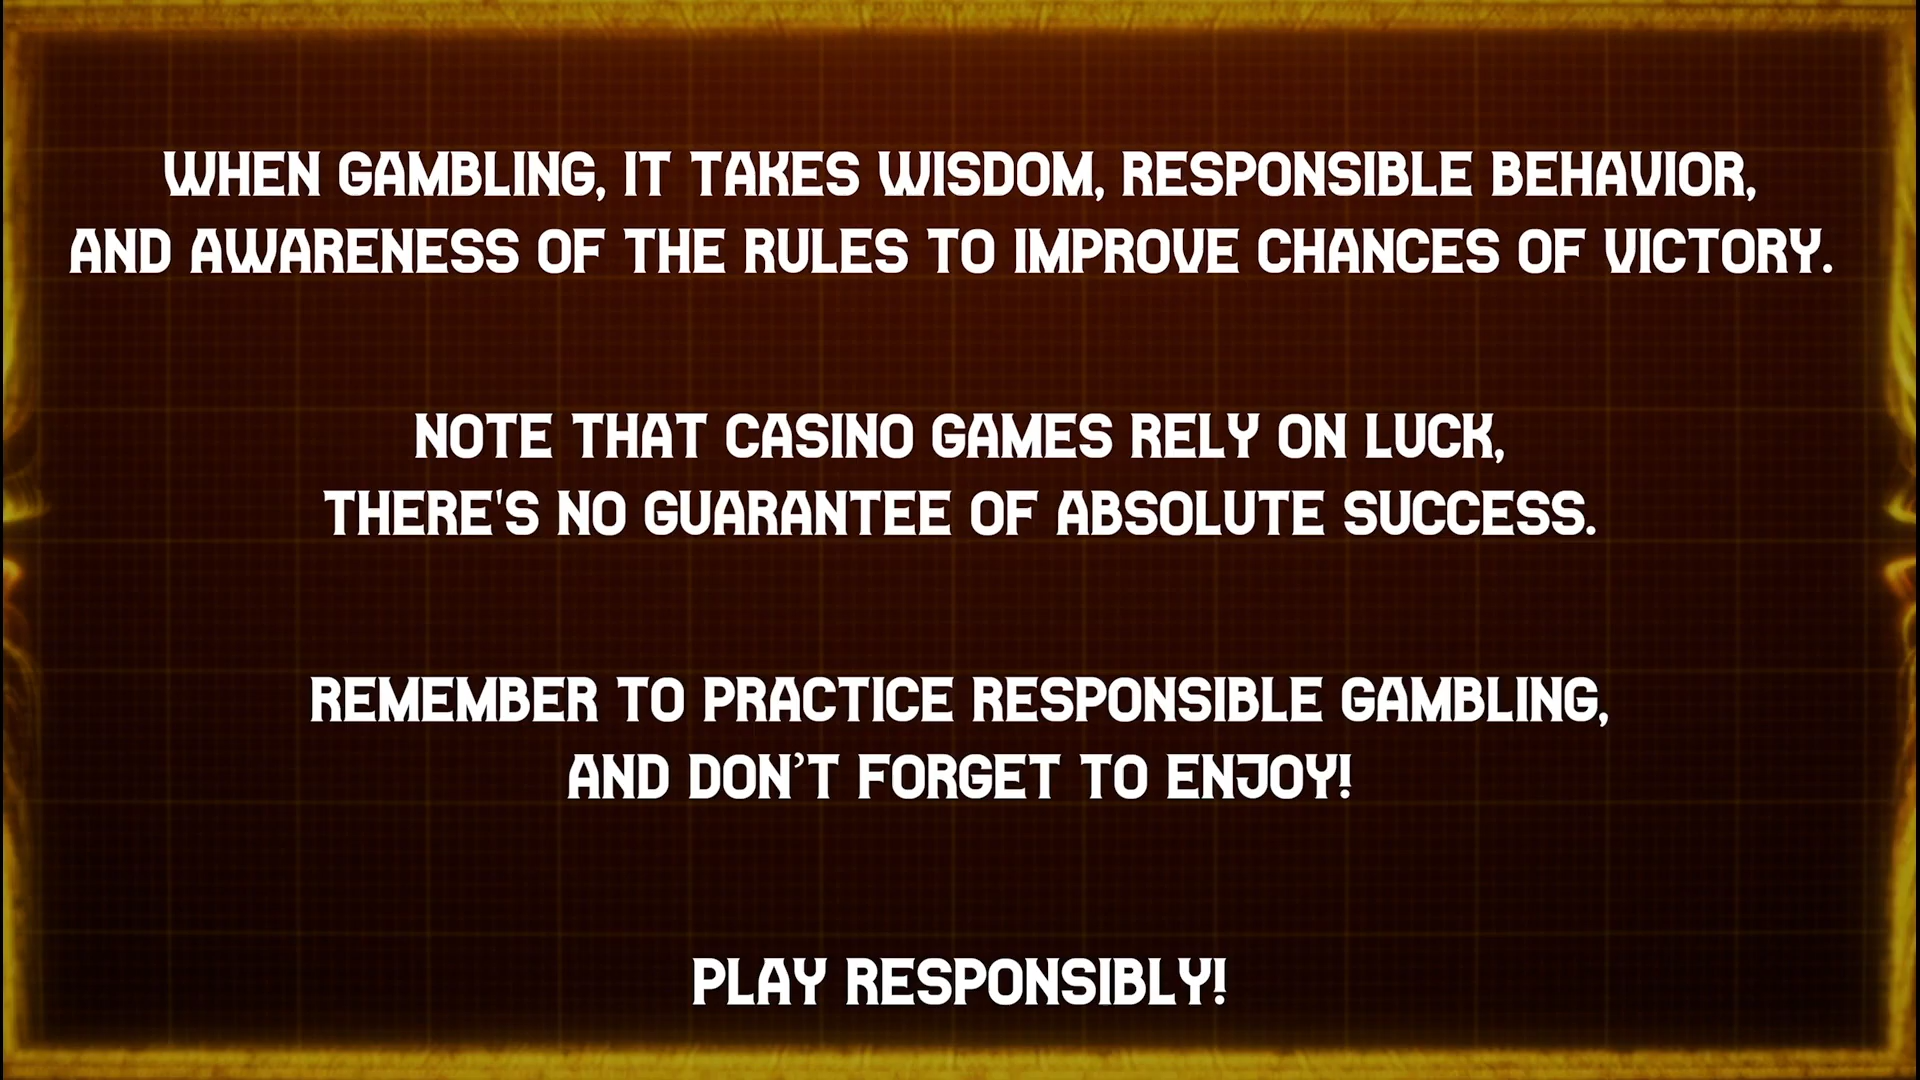 WHEN GAMBLING, IT TAKES WISDOM, RESPONSIBLE BEHAVIOR,
AND AWARENESS OF THE RULES TO IMPROVE CHANCES OF VICTORY.
NOTE THAT CASINO GAMES RELY ON LUCK,
THERE'S NO GUARANTEE OF ABSOLUTE SUCCESS.
REMEMBER TO PRACTICE RESPONSIBLE GAMBLING,
AND DON’T FORGET TO ENJOY!
PLAY RESPONSIBLY!